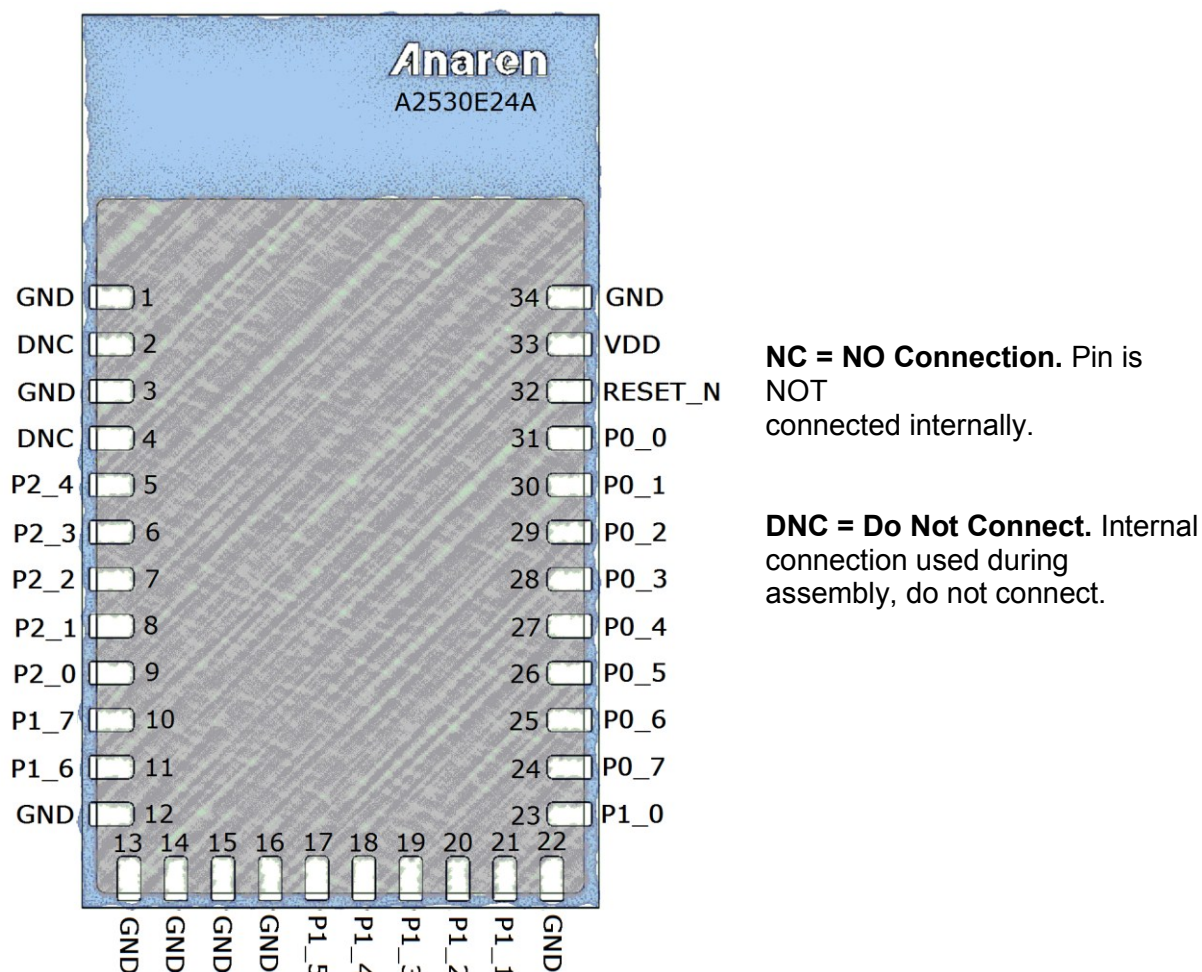 Anaren
A2530E24A
GND 1
DNC 2
GND 3
DNC 4
P2_4 5
P2_3 6
P2_2 7
P2_1 8
P2_0 9
P1_7 10
P1_6 11
GND 12
34 GND
33 VDD
32 RESET_N
31 P0_0
30 P0_1
29 P0_2
28 P0_3
27 P0_4
26 P0_5
25 P0_6
24 P0_7
23 P1_0
13 14 15 16 17 18 19 20 21 22
GND
GND
GND
GND
P1_5
P1_4
P1_3
P1_2
P1_1
GND
NC = NO Connection. Pin is
NOT
connected internally.
DNC = Do Not Connect. Internal
connection used during
assembly, do not connect.